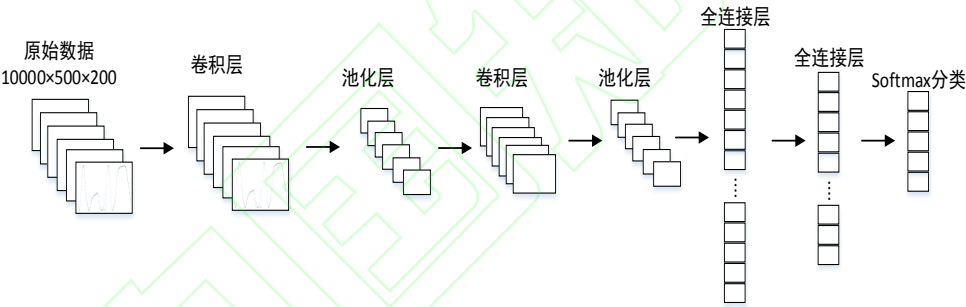 原始数据
10000×500×200
卷积层
池化层
卷积层
池化层
全连接层
全连接层
Softmax分类